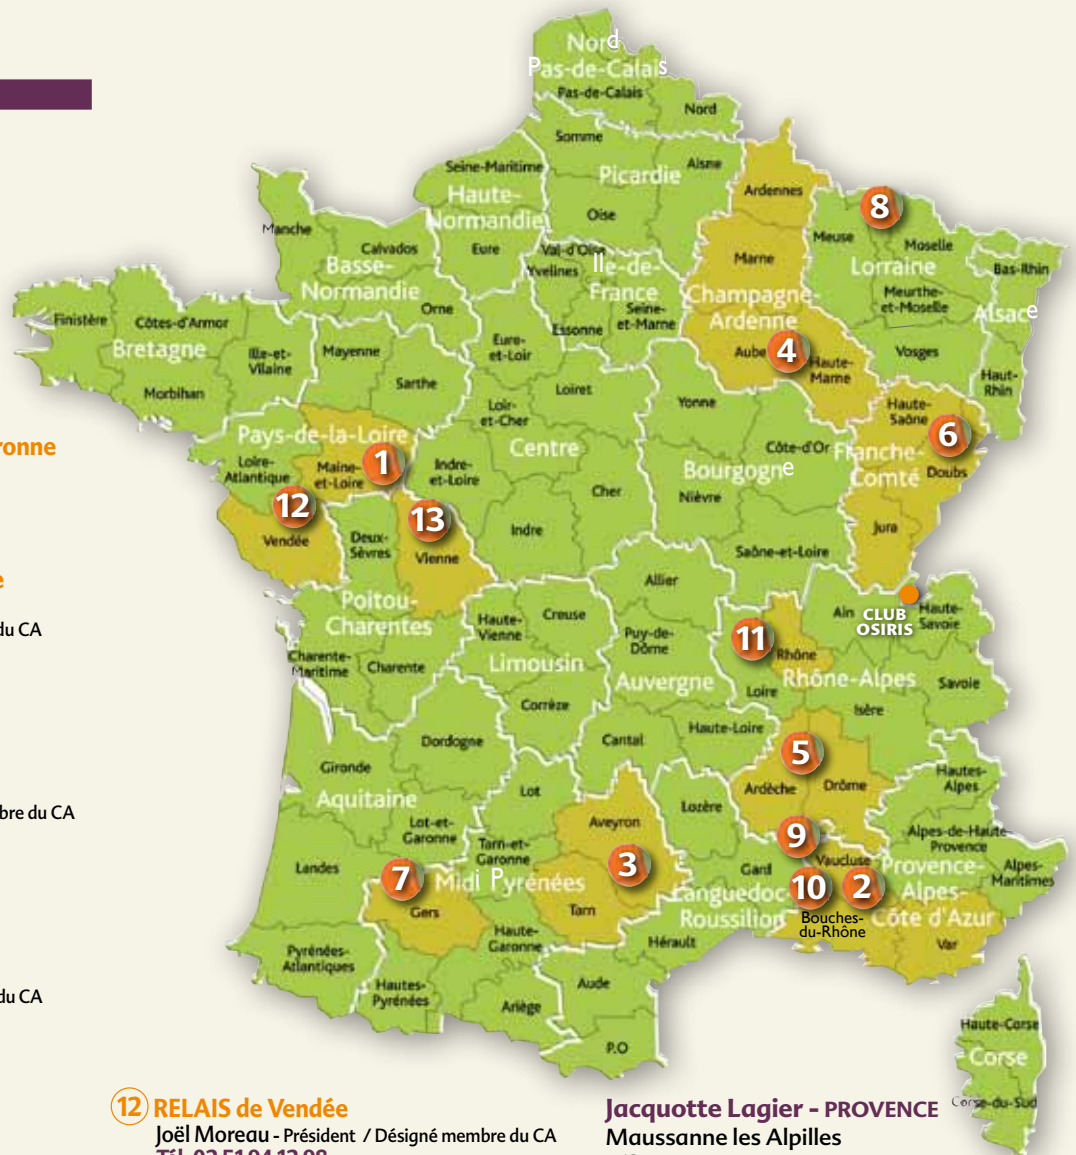 Nord
Pas-de-Calais
Pas-de-Calais
Nord
Somme
Seine-Maritime
Aisne
Picardie
Haute-
Normandie
Ardennes
Oise
8
Manche
Calvados
Eure
Val-d'Oise
Meuse
Moselle
Marne
Basse-
Normandie
Yvelines
Ile-de-
France
Lorraine
Bas-Rhin
Orne
Champagne-
Ardenne
Meurthe-
et-Moselle
Alsace
Finistère
Côtes-d'Armor
Essonne
Seine-
et-Marne
Bretagne
Ille-et-
Vilaine
Mayenne
Eure-
et-Loir
Aube
4
Haute-
Marne
Vosges
Morbihan
Sarthe
Loiret
Haut-
Rhin
Loir-
et-Cher
Yonne
Haute-
Saône
ronne
Pays-de-la-Loire
Centre
Côte-d'Or
6
Loire-
Atlantique
Maine-
et-Loire
1
Indre-
et-Loire
Bourgogne
Franche-
Comté
Doubs
12
13
Cher
Nièvre
Vendée
Deux-
Sèvres
Vienne
Indre
Jura
Saône-et-Loire
e
Allier
Poitou-
Charentes
Haute-
Vienne
Creuse
Ain
CLUB
OSIRIS
Haute-
Savoie
du CA
Puy-de-
Dôme
11
Rhône
Charente-
Maritime
Charente
Limousin
Auvergne
Loire
Rhône-Alpes
Savoie
Corrèze
Isère
Dordogne
Cantal
Haute-Loire
5
Gironde
Ardèche
Drôme
Hautes-
Alpes
Aquitaine
Lot
Lozère
bre du CA
Lot-et-
Garonne
Aveyron
9
Alpes-de-Haute-
Provence
Landes
Tarn-et-
Garonne
3
Gard
Vaucluse
Provence-
Alpes-
Côte d'Azur
Alpes-
Maritimes
7
Midi Pyrénées
10
2
Languedoc-
Roussillon
Gers
Tarn
Bouches-
du-Rhône
Haute-
Garonne
Hérault
Var
Pyrénées-
Atlantiques
Hautes-
Pyrénées
Aude
du CA
Ariège
P.O
Haute-Corse
Corse
Corse-du-Sud
12 RELAIS de Vendée
Joël Moreau - Président / Désigné membre du CA
Tél. 02 51 94 12 98
Jacquotte Lagier - PROVENCE
Maussanne les Alpilles